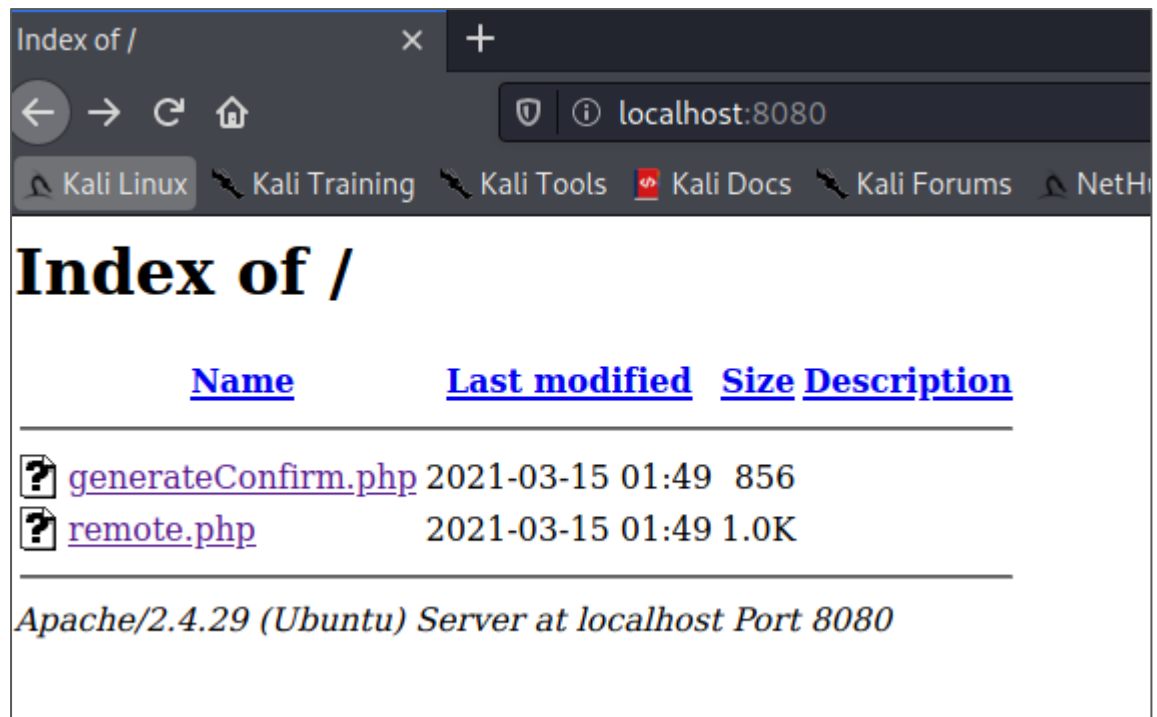 Index of /
localhost:8080
Kali Linux Kali Training Kali Tools Kali Docs Kali Forums NetHu
Index of /
Name Last modified Size Description
generateConfirm.php 2021-03-15 01:49 856
remote.php 2021-03-15 01:49 1.0K
Apache/2.4.29 (Ubuntu) Server at localhost Port 8080